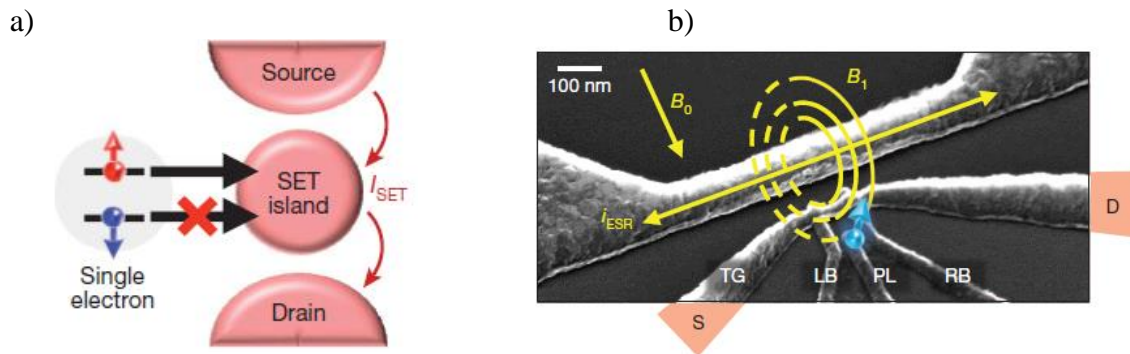 a)
b)
Source
SET
island
I_SET
Single
electron
Drain
100 nm
B_0
B_1
i_ESR
TG
LB
PL
RB
S
D